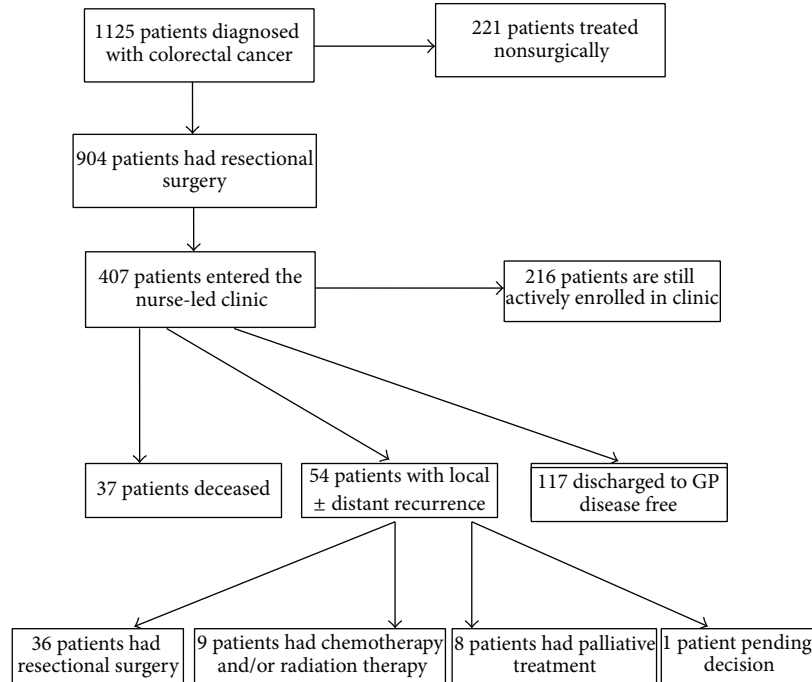 1125 patients diagnosed
with colorectal cancer
221 patients treated
nonsurgically
904 patients had resectional
surgery
407 patients entered the
nurse-led clinic
216 patients are still
actively enrolled in clinic
37 patients deceased
54 patients with local
± distant recurrence
117 discharged to GP
disease free
36 patients had
resectional surgery
9 patients had chemotherapy
and/or radiation therapy
8 patients had palliative
treatment
1 patient pending
decision